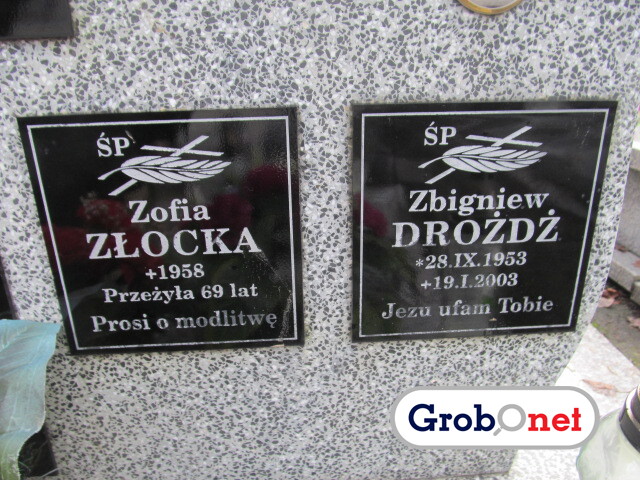 ŚP
Zofia
ZŁOCKA
+1958
Przeżyła 69 lat
Prosi o modlitwę
ŚP
Zbigniew
DROŻDŻ
*28.IX.1953
+19.I.2003
Jezu ufam Tobie
GrobOnet